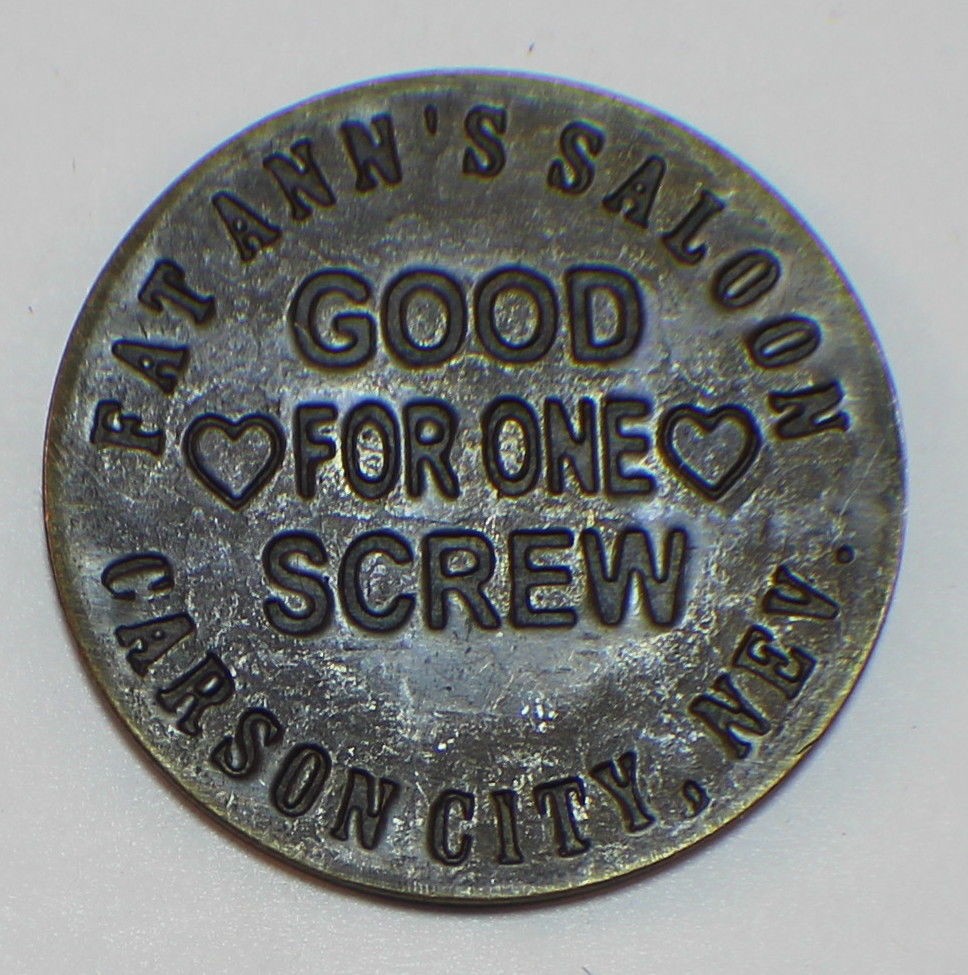 FAT ANN'S SALOON
GOOD
FOR ONE
SCREW
CARSON CITY, NEV.